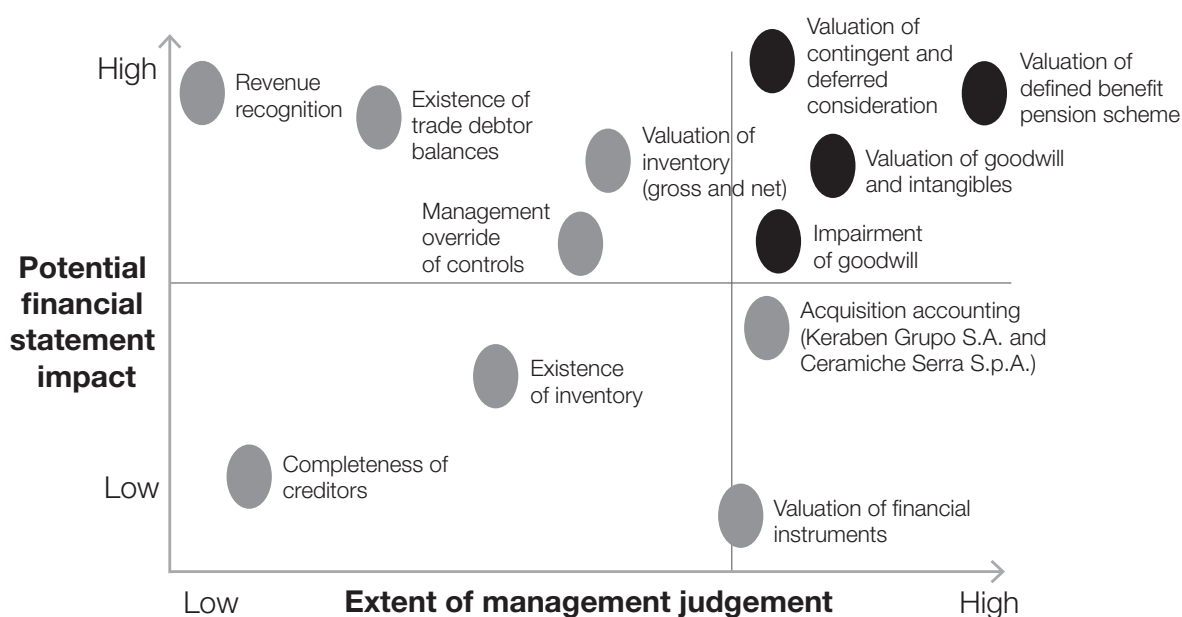 High
Revenue
recognition
Existence of
trade debtor
balances
Valuation of
inventory
(gross and net)
Management
override
of controls
Valuation of
contingent and
deferred
consideration
Valuation of
defined benefit
pension scheme
Valuation of goodwill
and intangibles
Impairment
of goodwill
Potential
financial
statement
impact
Acquisition accounting
(Keraben Grupo S.A. and
Ceramiche Serra S.p.A.)
Existence
of inventory
Completeness of
creditors
Low
Valuation of financial
instruments
Low
Extent of management judgement
High